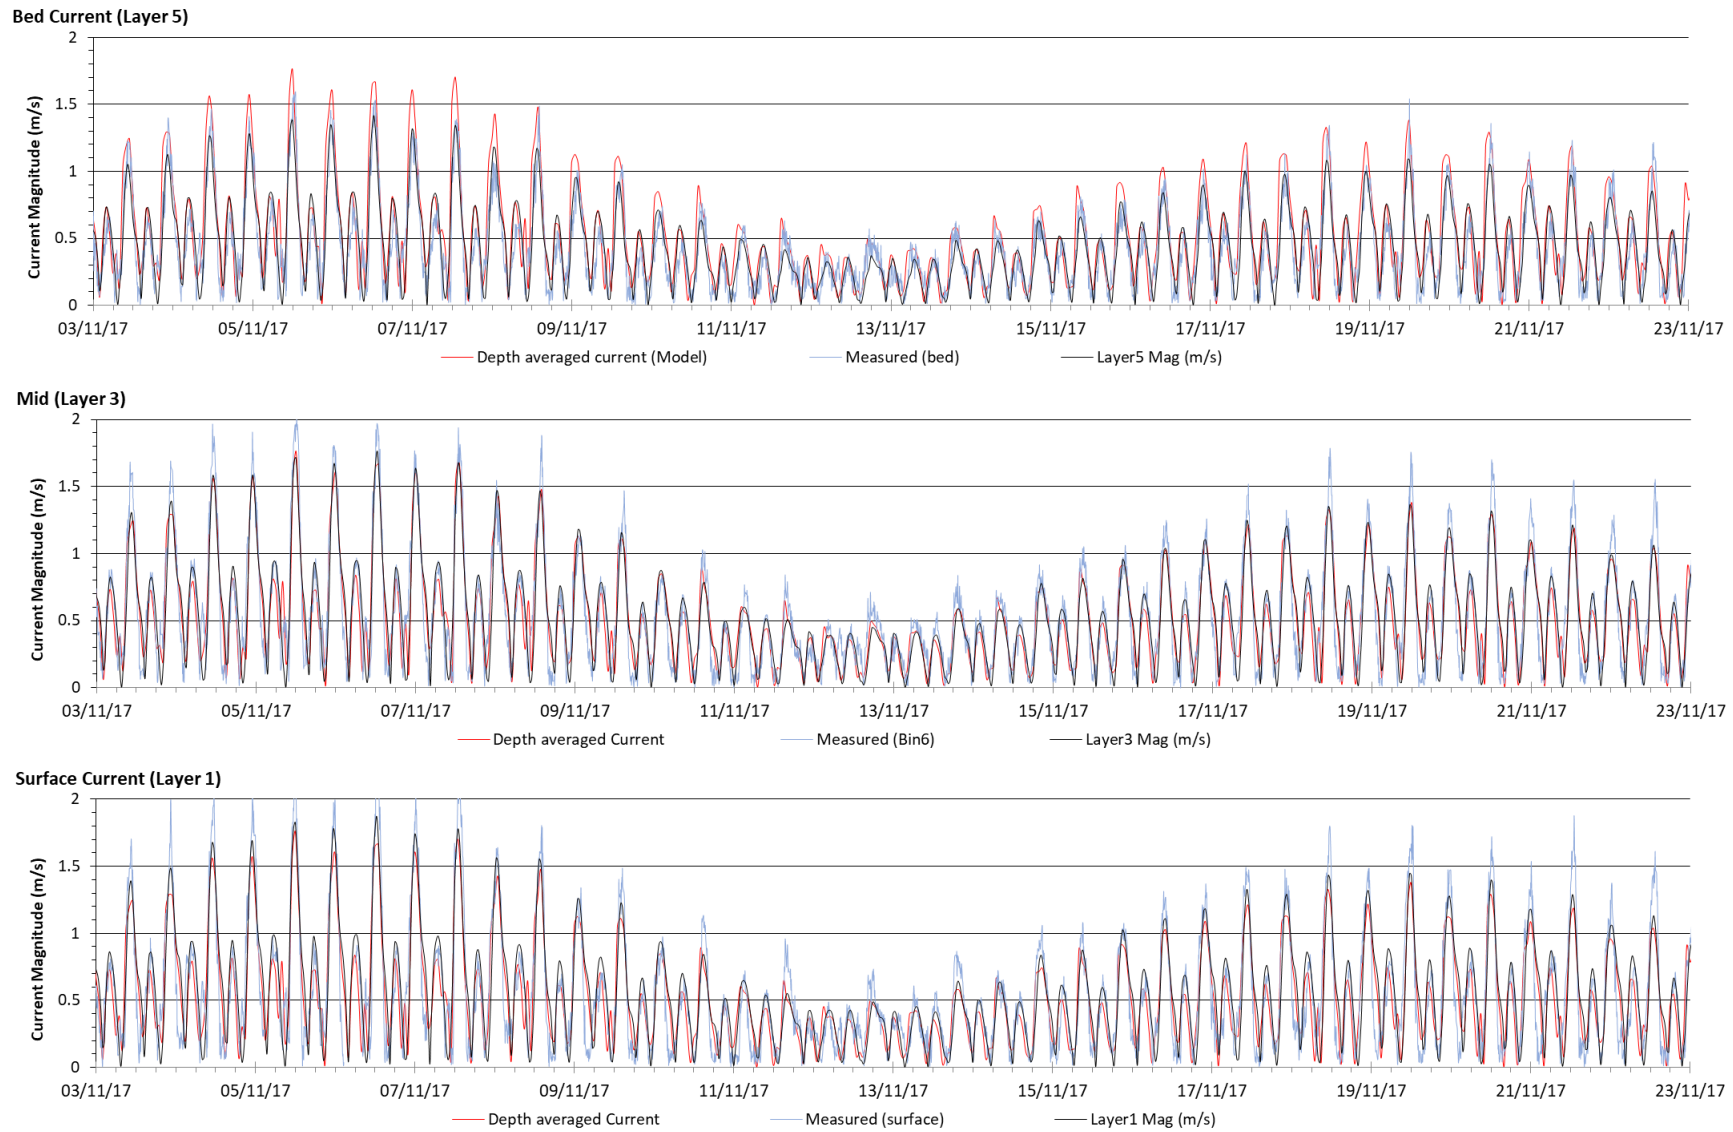 Bed Current (Layer 5)
Current Magnitude (m/s)
2
1.5
1
0.5
0
03/11/17 05/11/17 07/11/17 09/11/17 11/11/17 13/11/17 15/11/17 17/11/17 19/11/17 21/11/17 23/11/17
Depth averaged current (Model) Measured (bed) Layer5 Mag (m/s)
Mid (Layer 3)
Current Magnitude (m/s)
2
1.5
1
0.5
0
03/11/17 05/11/17 07/11/17 09/11/17 11/11/17 13/11/17 15/11/17 17/11/17 19/11/17 21/11/17 23/11/17
Depth averaged Current Measured (Bin6) Layer3 Mag (m/s)
Surface Current (Layer 1)
Current Magnitude (m/s)
2
1.5
1
0.5
0
03/11/17 05/11/17 07/11/17 09/11/17 11/11/17 13/11/17 15/11/17 17/11/17 19/11/17 21/11/17 23/11/17
Depth averaged Current Measured (surface) Layer1 Mag (m/s)